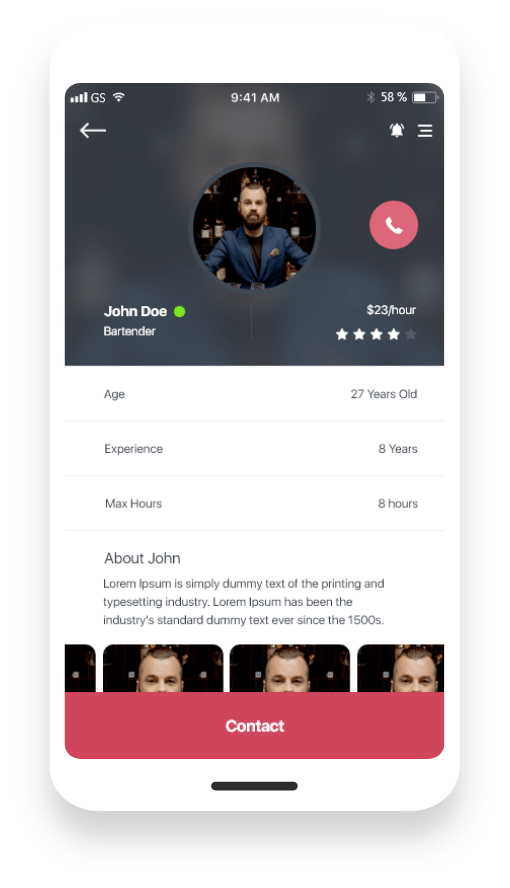 GS 9:41 AM 58 %
John Doe $23/hour
Bartender
Age 27 Years Old
Experience 8 Years
Max Hours 8 hours
About John
Lorem Ipsum is simply dummy text of the printing and
typesetting industry. Lorem Ipsum has been the
industry's standard dummy text ever since the 1500s.
Contact